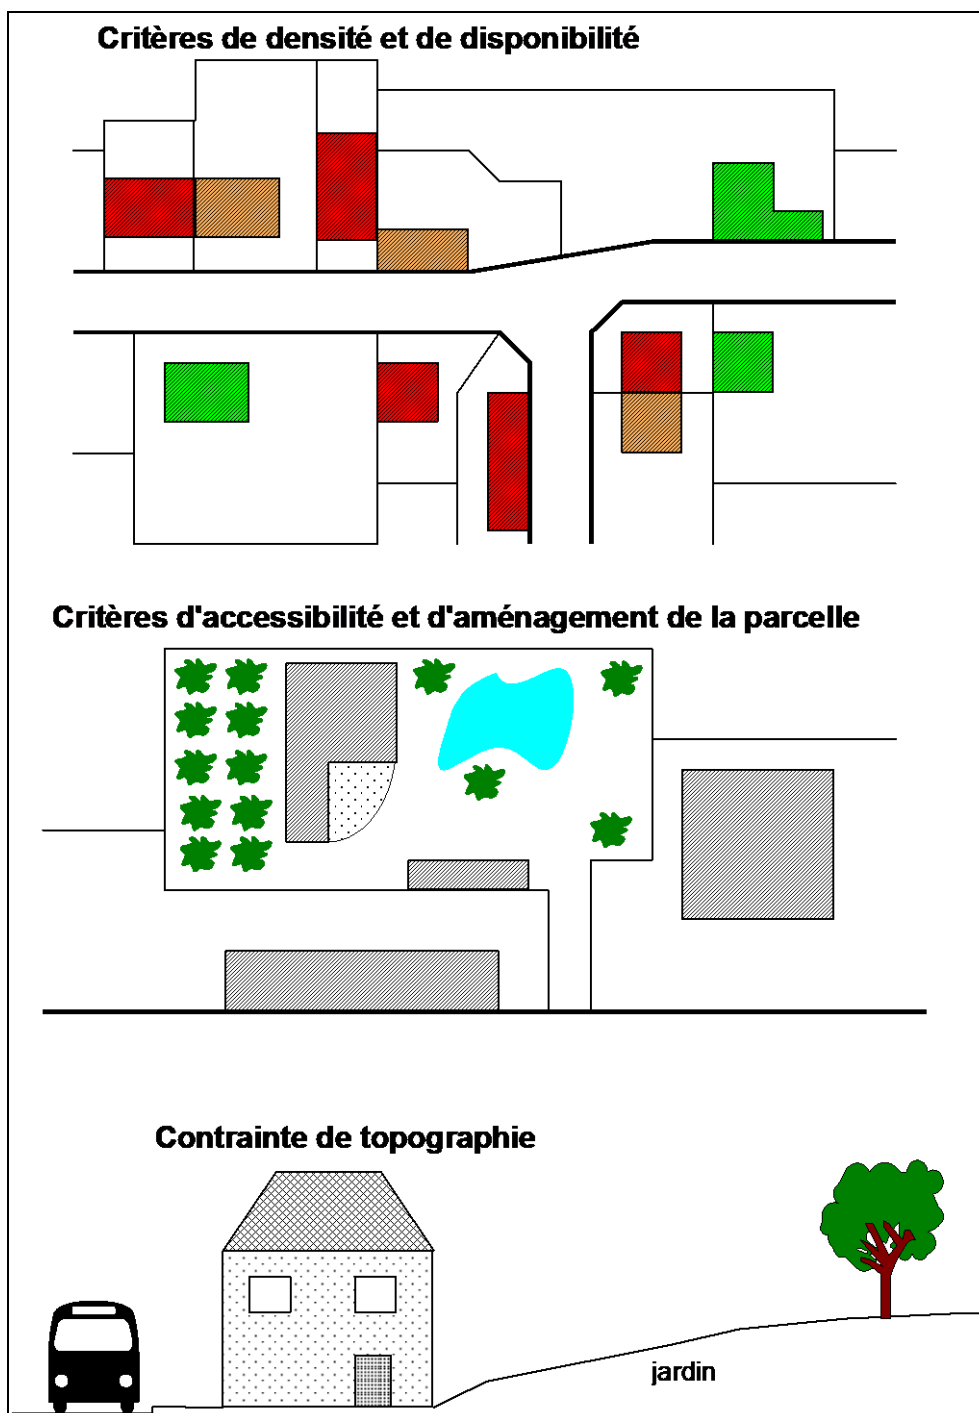 Critères de densité et de disponibilité
Critères d'accessibilité et d'aménagement de la parcelle
Contrainte de topographie
jardin